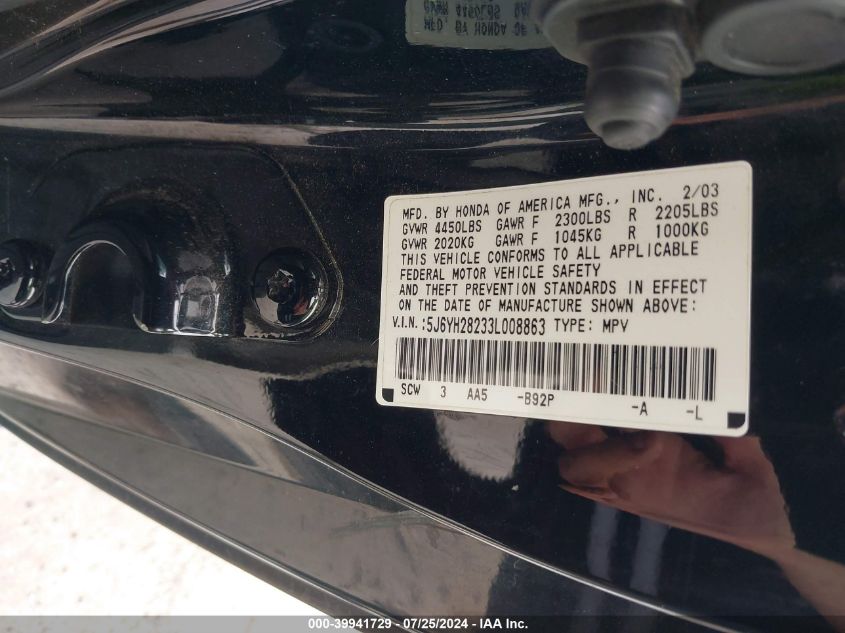 MFD. BY HONDA OF AMERICA MFG., INC. 2/03
GVWR 4450LBS GAWR F 2300LBS R 2205LBS
GVWR 2020KG GAWR F 1045KG R 1000KG
THIS VEHICLE CONFORMS TO ALL APPLICABLE
FEDERAL MOTOR VEHICLE SAFETY
AND THEFT PREVENTION STANDARDS IN EFFECT
ON THE DATE OF MANUFACTURE SHOWN ABOVE:
V.I.N.:5J6YH28233L008863 TYPE: MPV
SCW 3 AA5 -B92P -A -L
000-39941729 - 07/25/2024 - IAA Inc.